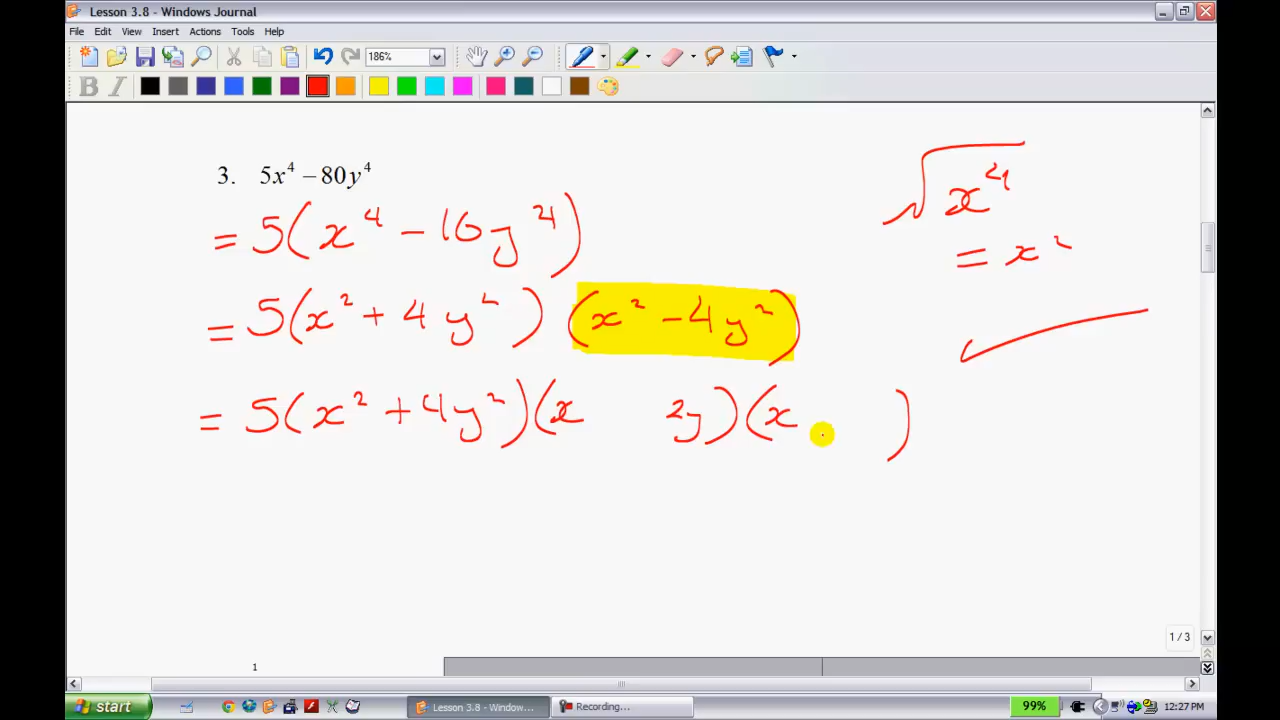 Lesson 3.8 - Windows Journal
File Edit View Insert Actions Tools Help
186%
B I
3. 5x⁴ – 80y⁴
= 5(x⁴ – 16y⁴)
= 5(x² + 4y²)(x² – 4y²)
= 5(x² + 4y²)(x 2y)(x )
√x⁴
= x²
1 / 3
1
start
Lesson 3.8 - Window...
Recording...
99%
12:27 PM